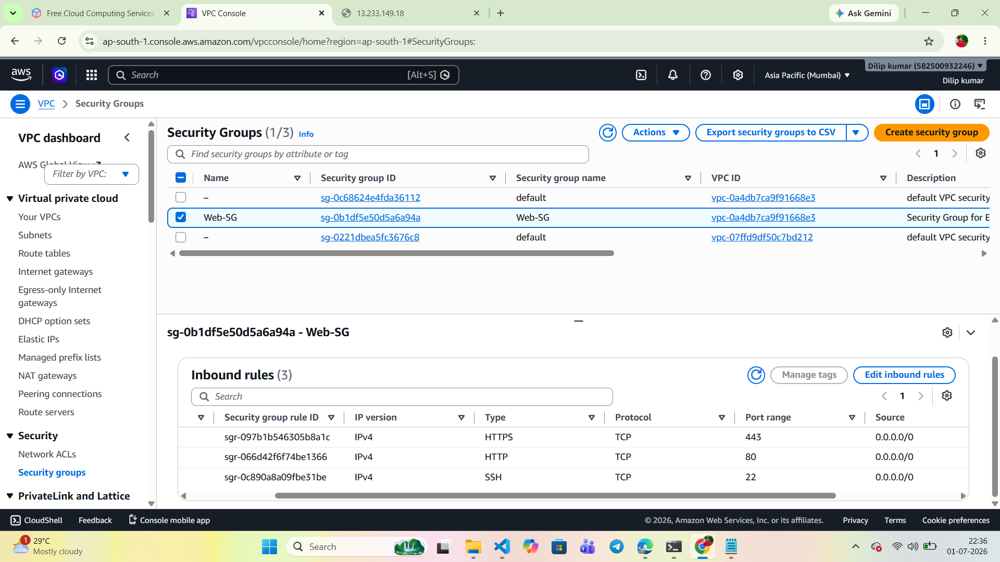 Free Cloud Computing Services
VPC Console
13.233.149.18
Ask Gemini
ap-south-1.console.aws.amazon.com/vpcconsole/home?region=ap-south-1#SecurityGroups:
aws
Search
[Alt+S]
Asia Pacific (Mumbai)
Dilip kumar (582500932246)
Dilip kumar
VPC
Security Groups
VPC dashboard
AWS Global View
Filter by VPC:
Virtual private cloud
Your VPCs
Subnets
Route tables
Internet gateways
Egress-only Internet
gateways
DHCP option sets
Elastic IPs
Managed prefix lists
NAT gateways
Peering connections
Route servers
Security
Network ACLs
Security groups
PrivateLink and Lattice
Security Groups (1/3) Info
Actions
Export security groups to CSV
Create security group
Find security groups by attribute or tag
1
Name Security group ID Security group name VPC ID Description
– sg-0c68624e4fda36112 default vpc-0a4db7ca9f91668e3 default VPC security
Web-SG sg-0b1df5e50d5a6a94a Web-SG vpc-0a4db7ca9f91668e3 Security Group for E
– sg-0221dbea5fc3676c8 default vpc-07ffd9df50c7bd212 default VPC security
sg-0b1df5e50d5a6a94a - Web-SG
Inbound rules (3)
Manage tags
Edit inbound rules
Search
1
Security group rule ID IP version Type Protocol Port range Source
sgr-097b1b546305b8a1c IPv4 HTTPS TCP 443 0.0.0.0/0
sgr-066d42f6f74be1366 IPv4 HTTP TCP 80 0.0.0.0/0
sgr-0c890a8a09fbe31be IPv4 SSH TCP 22 0.0.0.0/0
CloudShell
Feedback
Console mobile app
© 2026, Amazon Web Services, Inc. or its affiliates.
Privacy
Terms
Cookie preferences
1
29°C
Mostly cloudy
Search
22:36
01-07-2026